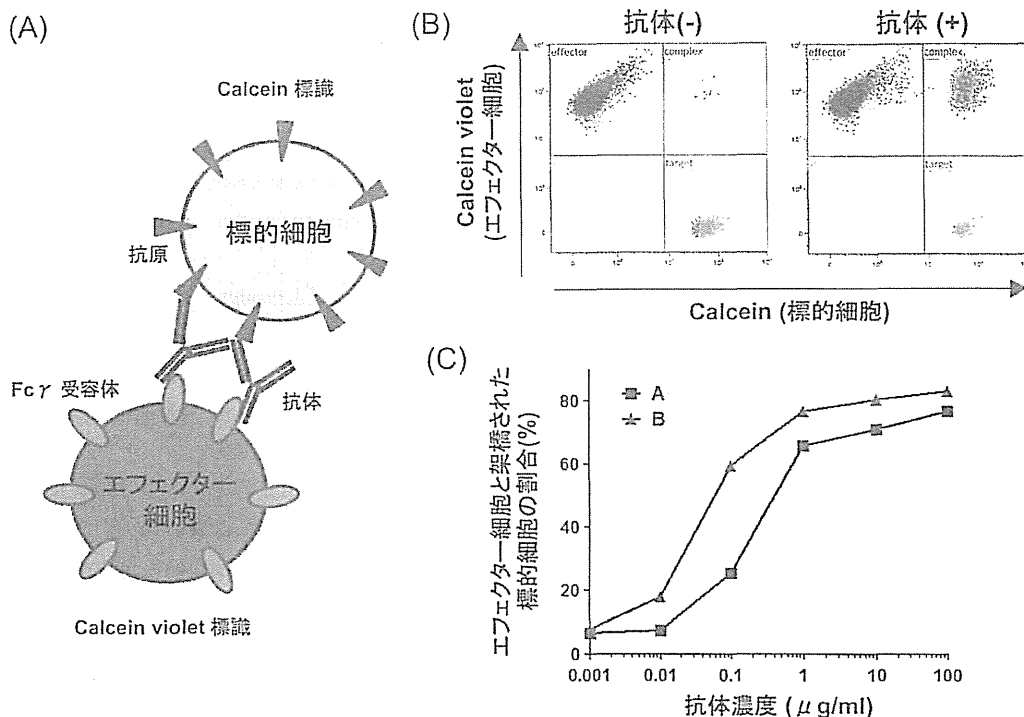 (A)
Calcein 標識
標的細胞
抗原
Fcγ 受容体
抗体
エフェクター
細胞
Calcein violet 標識
(B)
抗体(-)
抗体 (+)
Calcein violet
(エフェクター細胞)
effector
complex
target
effector
complex
target
Calcein (標的細胞)
(C)
エフェクター細胞と架橋された
標的細胞の割合(%)
A
B
80
60
40
20
0
0.001
0.01
0.1
1
10
100
抗体濃度 (μg/ml)